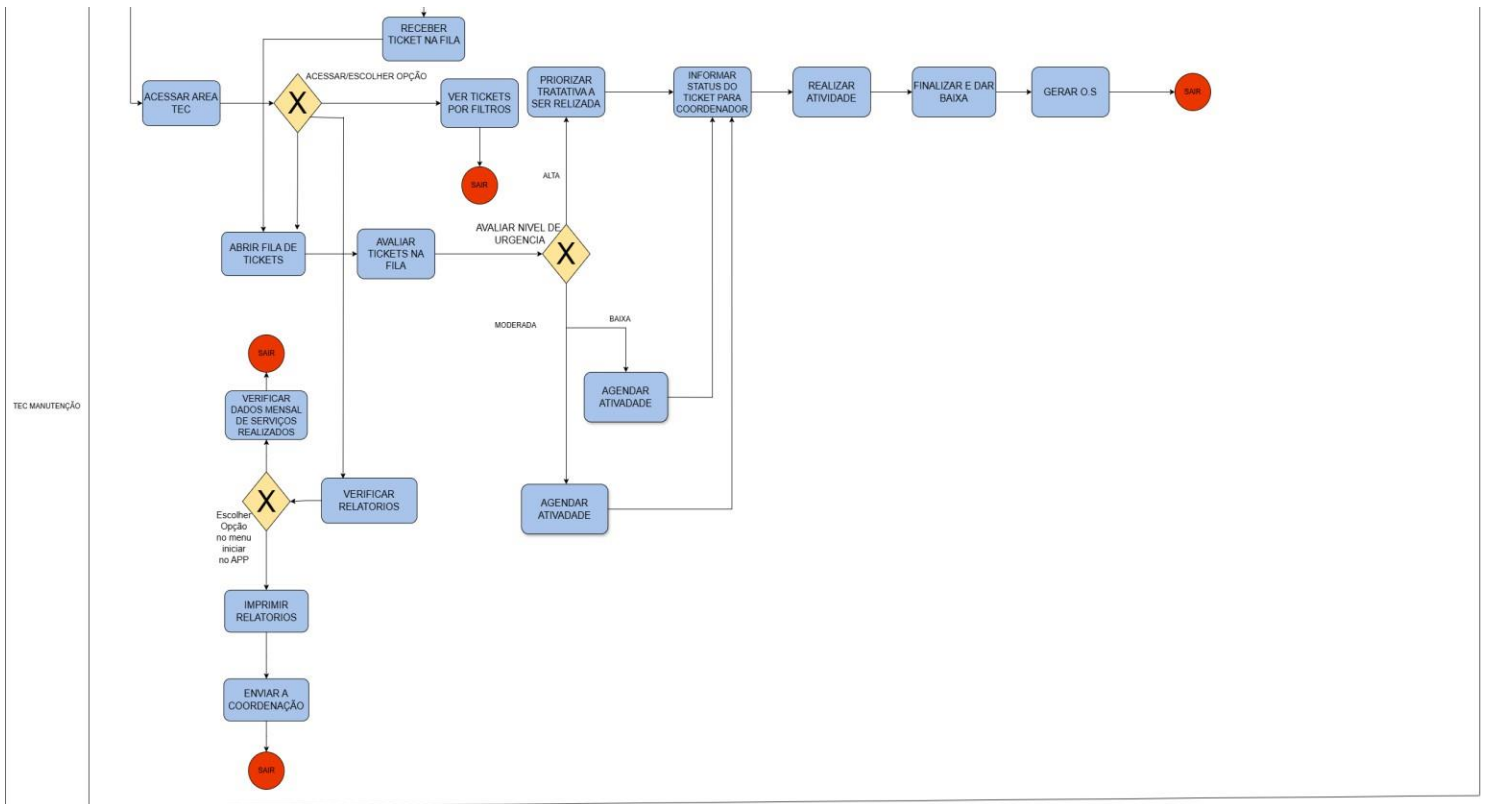 RECEBER
TICKET NA FILA
ACESSAR/ESCOLHER OPÇÃO
ACESSAR AREA
TEC
X
VER TICKETS
POR FILTROS
PRIORIZAR
TRATATIVA A
SER RELIZADA
INFORMAR
STATUS DO
TICKET PARA
COORDENADOR
REALIZAR
ATIVIDADE
FINALIZAR E DAR
BAIXA
GERAR O.S
SAIR
SAIR
ALTA
AVALIAR NIVEL DE
URGENCIA
X
ABRIR FILA DE
TICKETS
AVALIAR
TICKETS NA
FILA
MODERADA
BAIXA
SAIR
AGENDAR
ATIVADADE
TEC MANUTENÇÃO
VERIFICAR
DADOS MENSAL
DE SERVIÇOS
REALIZADOS
X
VERIFICAR
RELATORIOS
AGENDAR
ATIVADADE
Escolher
Opção
no menu
iniciar
no APP
IMPRIMIR
RELATORIOS
ENVIAR A
COORDENAÇÃO
SAIR